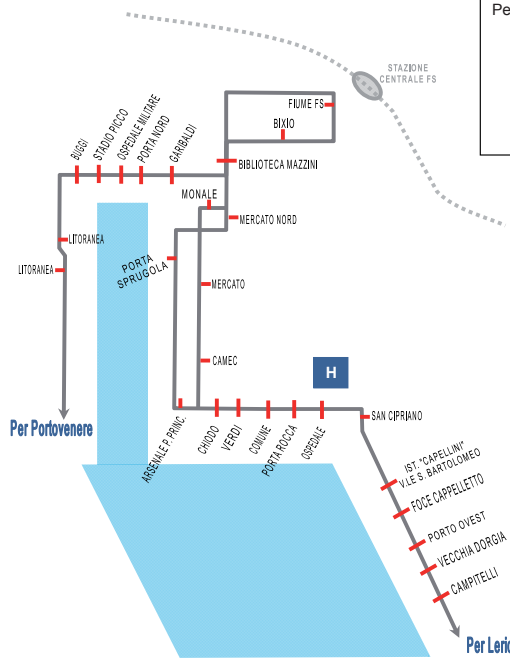 Pe
STAZIONE
CENTRALE FS
FIUME FS
BIXIO
BUGGI
STADIO PICCO
OSPEDALE MILITARE
PORTA NORD
GARIBALDI
BIBLIOTECA MAZZINI
MONALE
MERCATO NORD
LITORANEA
LITORANEA
PORTA
SPRUGOLA
MERCATO
CAMEC
H
Per Portovenere
ARSENALE P. PRINC.
CHIODO
VERDI
COMUNE
PORTA ROCCA
OSPEDALE
SAN CIPRIANO
IST. "CAPELLINI"
V.LE S. BARTOLOMEO
FOCE CAPPELLETTO
PORTO OVEST
VECCHIA DORGIA
CAMPITELLI
Per Leric